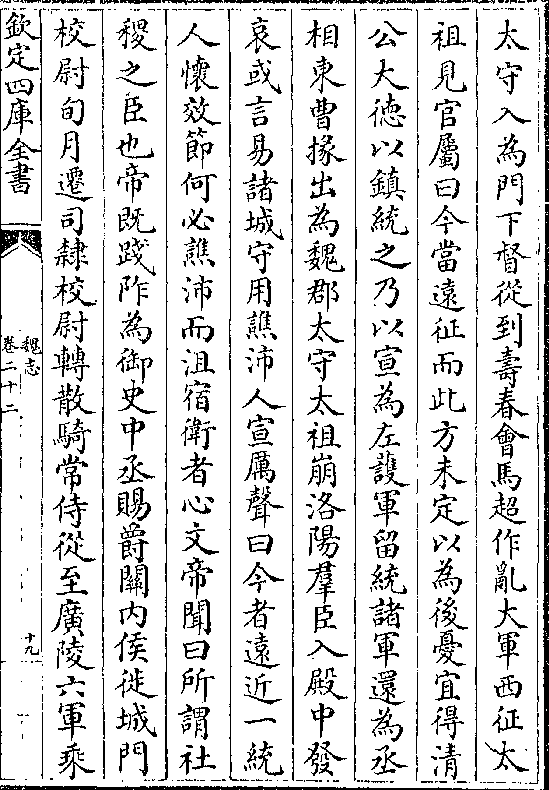 太守入為門下督從到壽春會馬超作亂大軍西征太
祖見官屬曰今當遠征而此方未定以為後憂宜得清
公大德以鎮統之乃以宣為左護軍留統諸軍還為丞
相東曹掾出為魏郡太守太祖崩洛陽羣臣入殿中發
哀或言易諸城守用譙沛人宣厲聲曰今者遠近一統
人懷效節何必譙沛而沮宿衛者心文帝聞曰所謂社
稷之臣也帝既踐阼為御史中丞賜爵關內侯徙城門
校尉旬月遷司隸校尉轉散騎常侍從至廣陵六軍乘
欽定四庫全書
魏志
卷二十二
十九